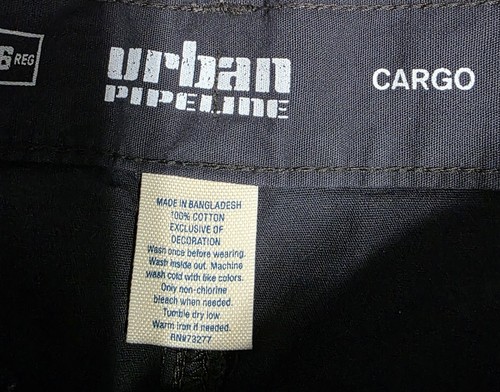 6 REG
urban
PIPELINE
CARGO
MADE IN BANGLADESH
100% COTTON
EXCLUSIVE OF
DECORATION
Wash once before wearing.
Wash inside out. Machine
wash cold with like colors.
Only non-chlorine
bleach when needed.
Tumble dry low
Warm iron if needed.
RN#73277